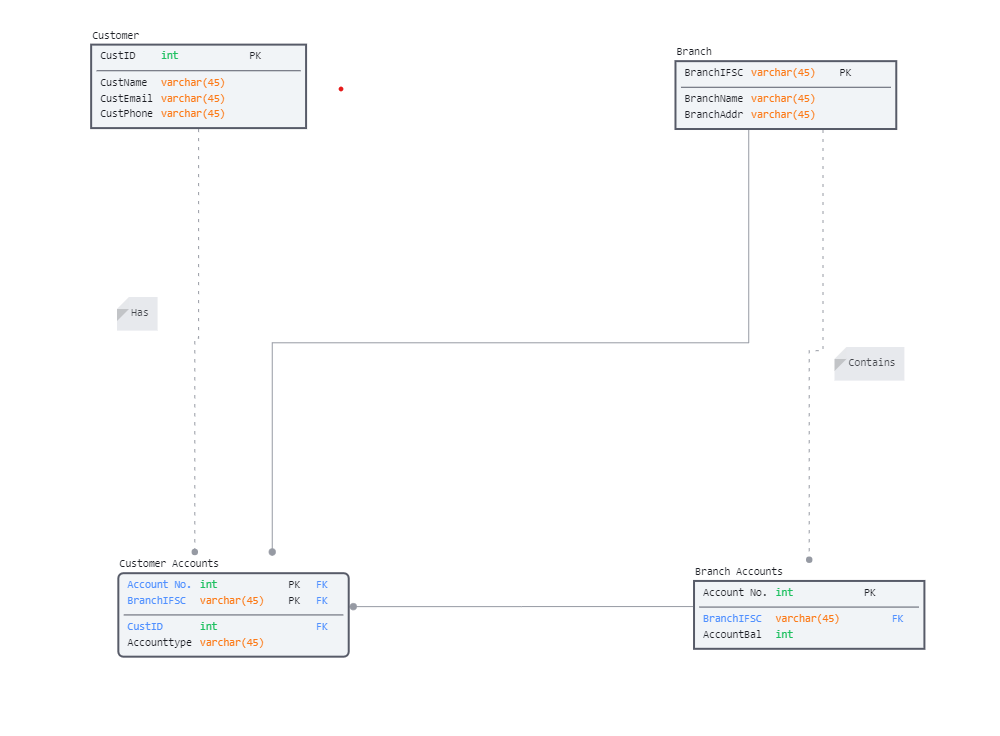 Customer
CustID int PK
CustName varchar(45)
CustEmail varchar(45)
CustPhone varchar(45)
Branch
BranchIFSC varchar(45) PK
BranchName varchar(45)
BranchAddr varchar(45)
Has
Contains
Customer Accounts
Account No. int PK FK
BranchIFSC varchar(45) PK FK
CustID int FK
Accounttype varchar(45)
Branch Accounts
Account No. int PK
BranchIFSC varchar(45) FK
AccountBal int